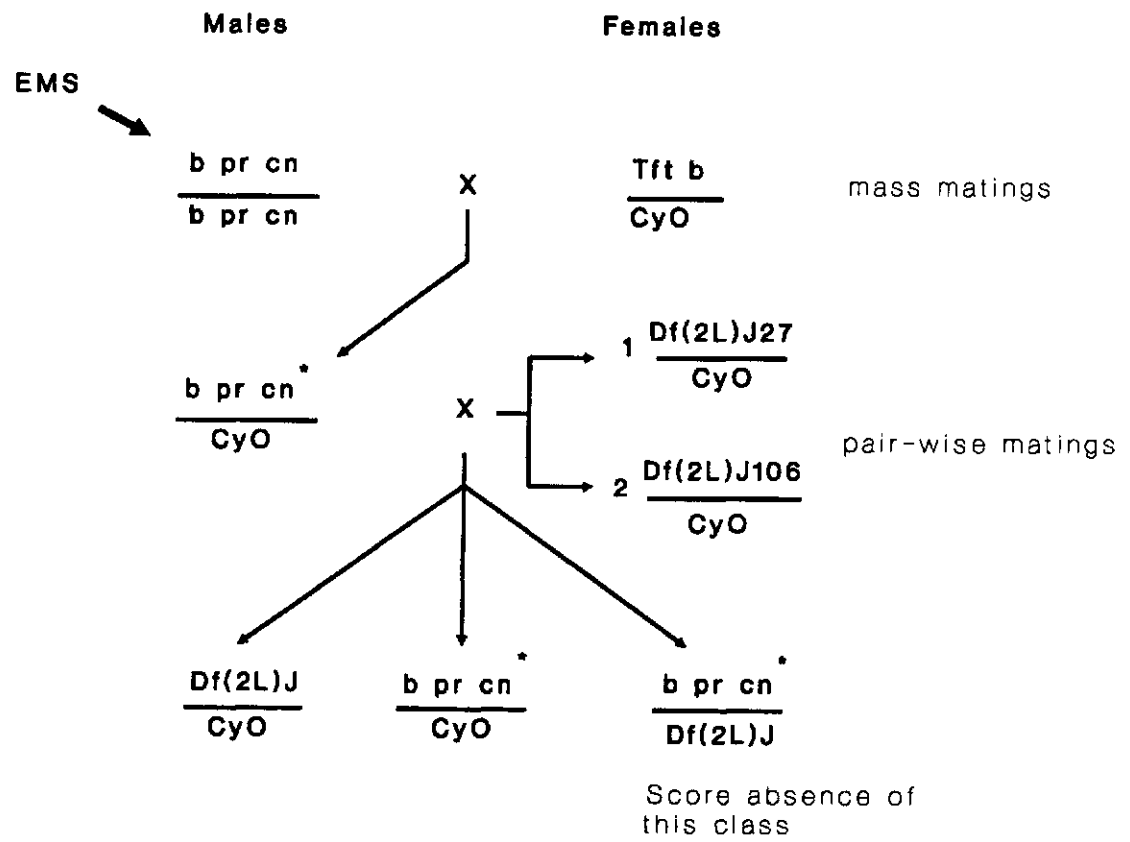 Males Females
EMS
b pr cn
b pr cn
X
Tft b
CyO
mass matings
b pr cn*
CyO
X
1 Df(2L)J27
CyO
2 Df(2L)J106
CyO
pair-wise matings
Df(2L)J
CyO
b pr cn*
CyO
b pr cn*
Df(2L)J
Score absence of
this class